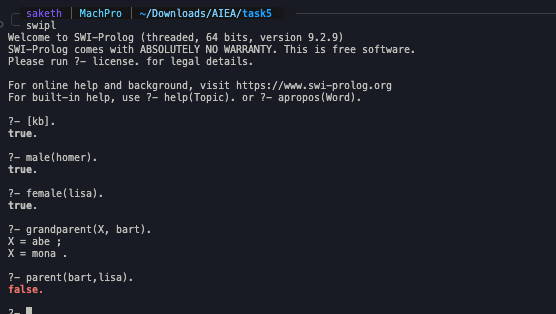 saketh | MachPro | ~/Downloads/AIEA/task5
swipl
Welcome to SWI-Prolog (threaded, 64 bits, version 9.2.9)
SWI-Prolog comes with ABSOLUTELY NO WARRANTY. This is free software.
Please run ?- license. for legal details.
For online help and background, visit https://www.swi-prolog.org
For built-in help, use ?- help(Topic). or ?- apropos(Word).
?- [kb].
true.
?- male(homer).
true.
?- female(lisa).
true.
?- grandparent(X, bart).
X = abe ;
X = mona .
?- parent(bart,lisa).
false.
?-